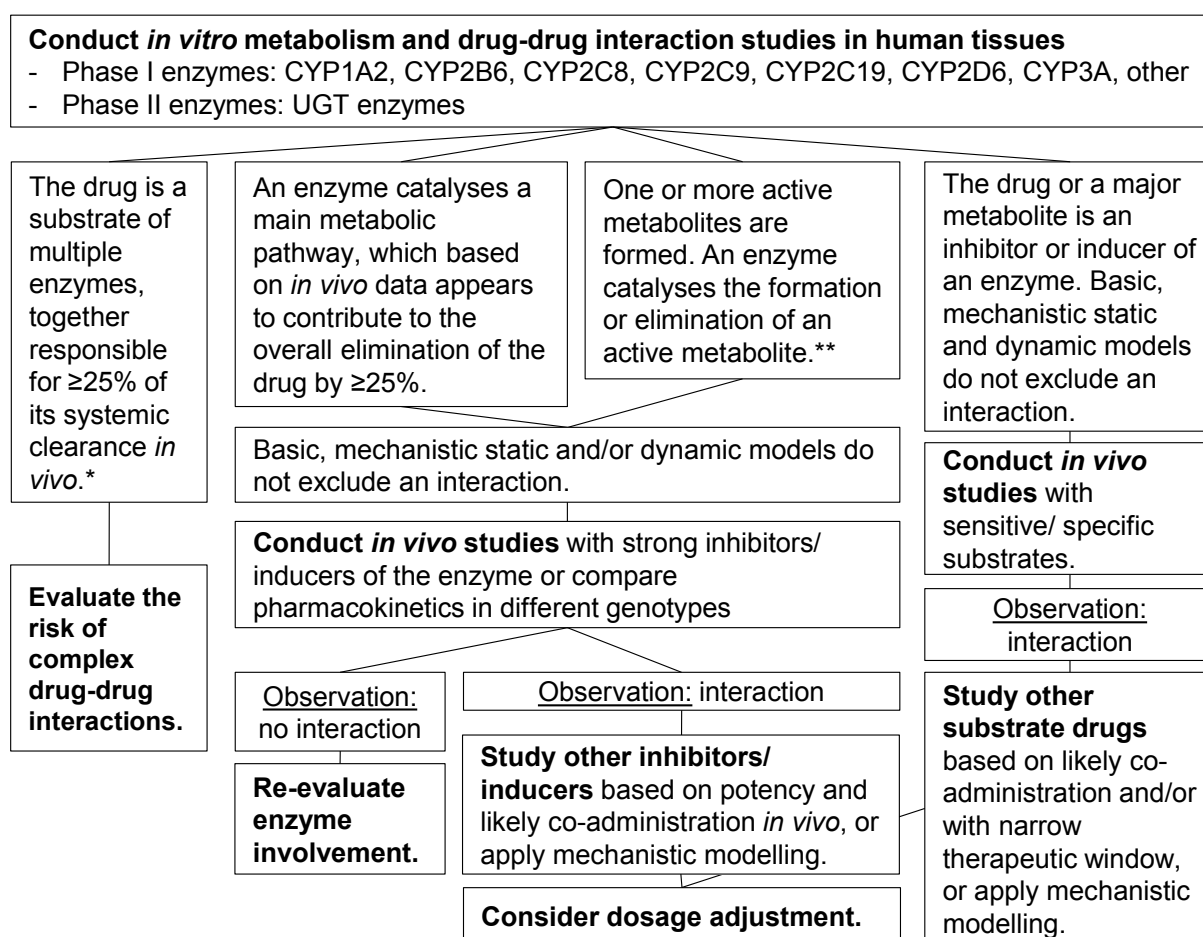 Conduct in vitro metabolism and drug-drug interaction studies in human tissues
- Phase I enzymes: CYP1A2, CYP2B6, CYP2C8, CYP2C9, CYP2C19, CYP2D6, CYP3A, other
- Phase II enzymes: UGT enzymes
The drug is a
substrate of
multiple
enzymes,
together
responsible
for ≥25% of
its systemic
clearance in
vivo.*
Evaluate the
risk of
complex
drug-drug
interactions.
An enzyme catalyses a
main metabolic
pathway, which based
on in vivo data appears
to contribute to the
overall elimination of the
drug by ≥25%.
One or more active
metabolites are
formed. An enzyme
catalyses the formation
or elimination of an
active metabolite.**
Basic, mechanistic static and/or dynamic models do
not exclude an interaction.
Conduct in vivo studies with strong inhibitors/
inducers of the enzyme or compare
pharmacokinetics in different genotypes
Observation:
no interaction
Re-evaluate
enzyme
involvement.
Observation: interaction
Study other inhibitors/
inducers based on potency and
likely co-administration in vivo, or
apply mechanistic modelling.
Consider dosage adjustment.
The drug or a major
metabolite is an
inhibitor or inducer of
an enzyme. Basic,
mechanistic static
and dynamic models
do not exclude an
interaction.
Conduct in vivo
studies with
sensitive/ specific
substrates.
Observation:
interaction
Study other
substrate drugs
based on likely co-
administration and/or
with narrow
therapeutic window,
or apply mechanistic
modelling.